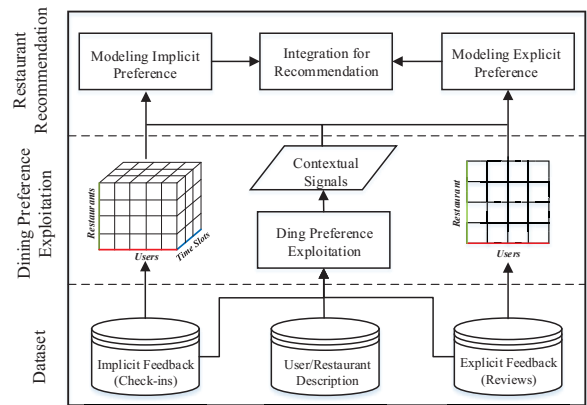 Restaurant
Recommendation
Modeling Implicit
Preference
Integration for
Recommendation
Modeling Explicit
Preference
Dining Preference
Exploitation
Restaurants
Users
Time Slots
Contextual
Signals
Ding Preference
Exploitation
Restaurant
Users
Dataset
Implicit Feedback
(Check-ins)
User/Restaurant
Description
Explicit Feedback
(Reviews)